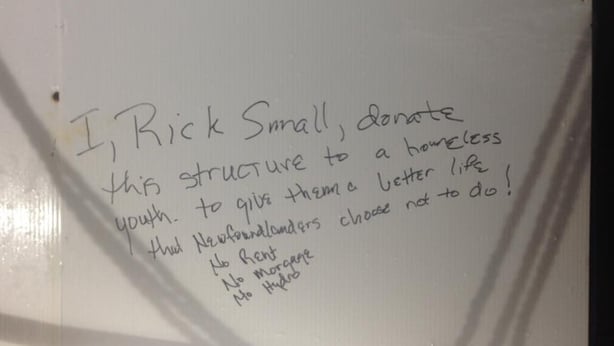 I, Rick Small, donate
this structure to a homeless
youth. to give them a better life
that Newfoundlanders choose not to do!
No Rent
No morgage
No Hydro